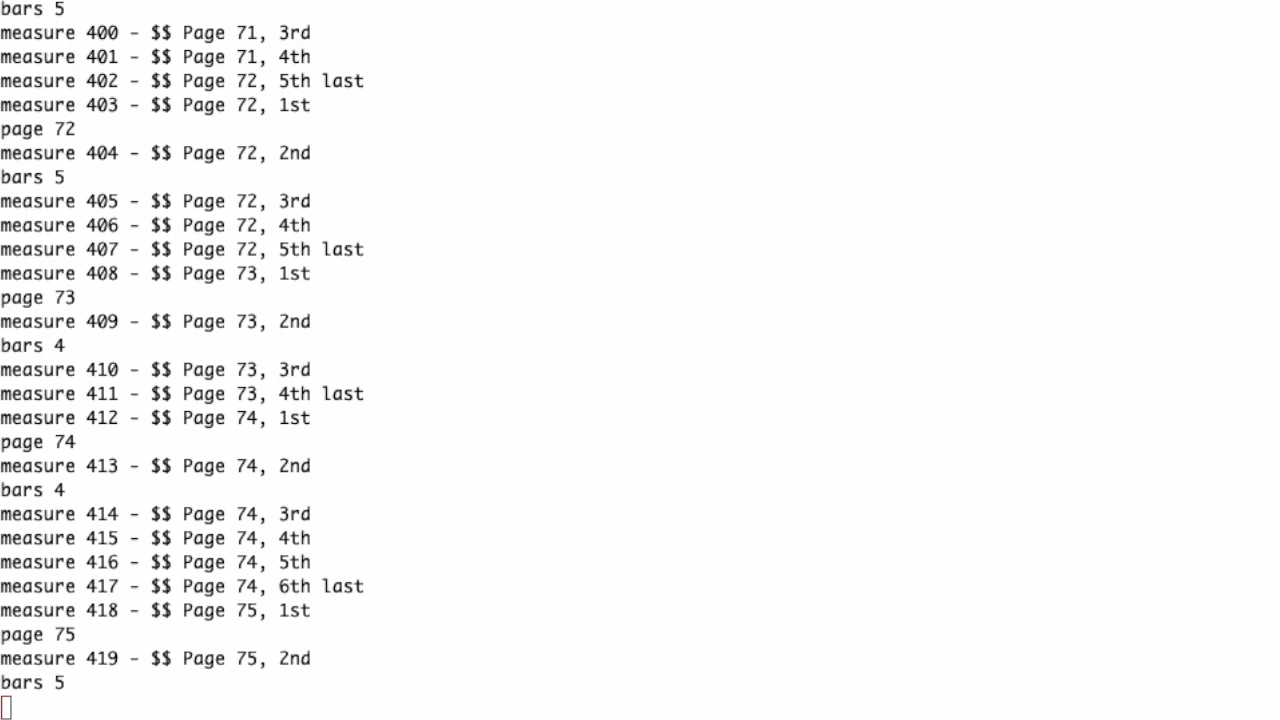 bars 5
measure 400 - $$ Page 71, 3rd
measure 401 - $$ Page 71, 4th
measure 402 - $$ Page 72, 5th last
measure 403 - $$ Page 72, 1st
page 72
measure 404 - $$ Page 72, 2nd
bars 5
measure 405 - $$ Page 72, 3rd
measure 406 - $$ Page 72, 4th
measure 407 - $$ Page 72, 5th last
measure 408 - $$ Page 73, 1st
page 73
measure 409 - $$ Page 73, 2nd
bars 4
measure 410 - $$ Page 73, 3rd
measure 411 - $$ Page 73, 4th last
measure 412 - $$ Page 74, 1st
page 74
measure 413 - $$ Page 74, 2nd
bars 4
measure 414 - $$ Page 74, 3rd
measure 415 - $$ Page 74, 4th
measure 416 - $$ Page 74, 5th
measure 417 - $$ Page 74, 6th last
measure 418 - $$ Page 75, 1st
page 75
measure 419 - $$ Page 75, 2nd
bars 5